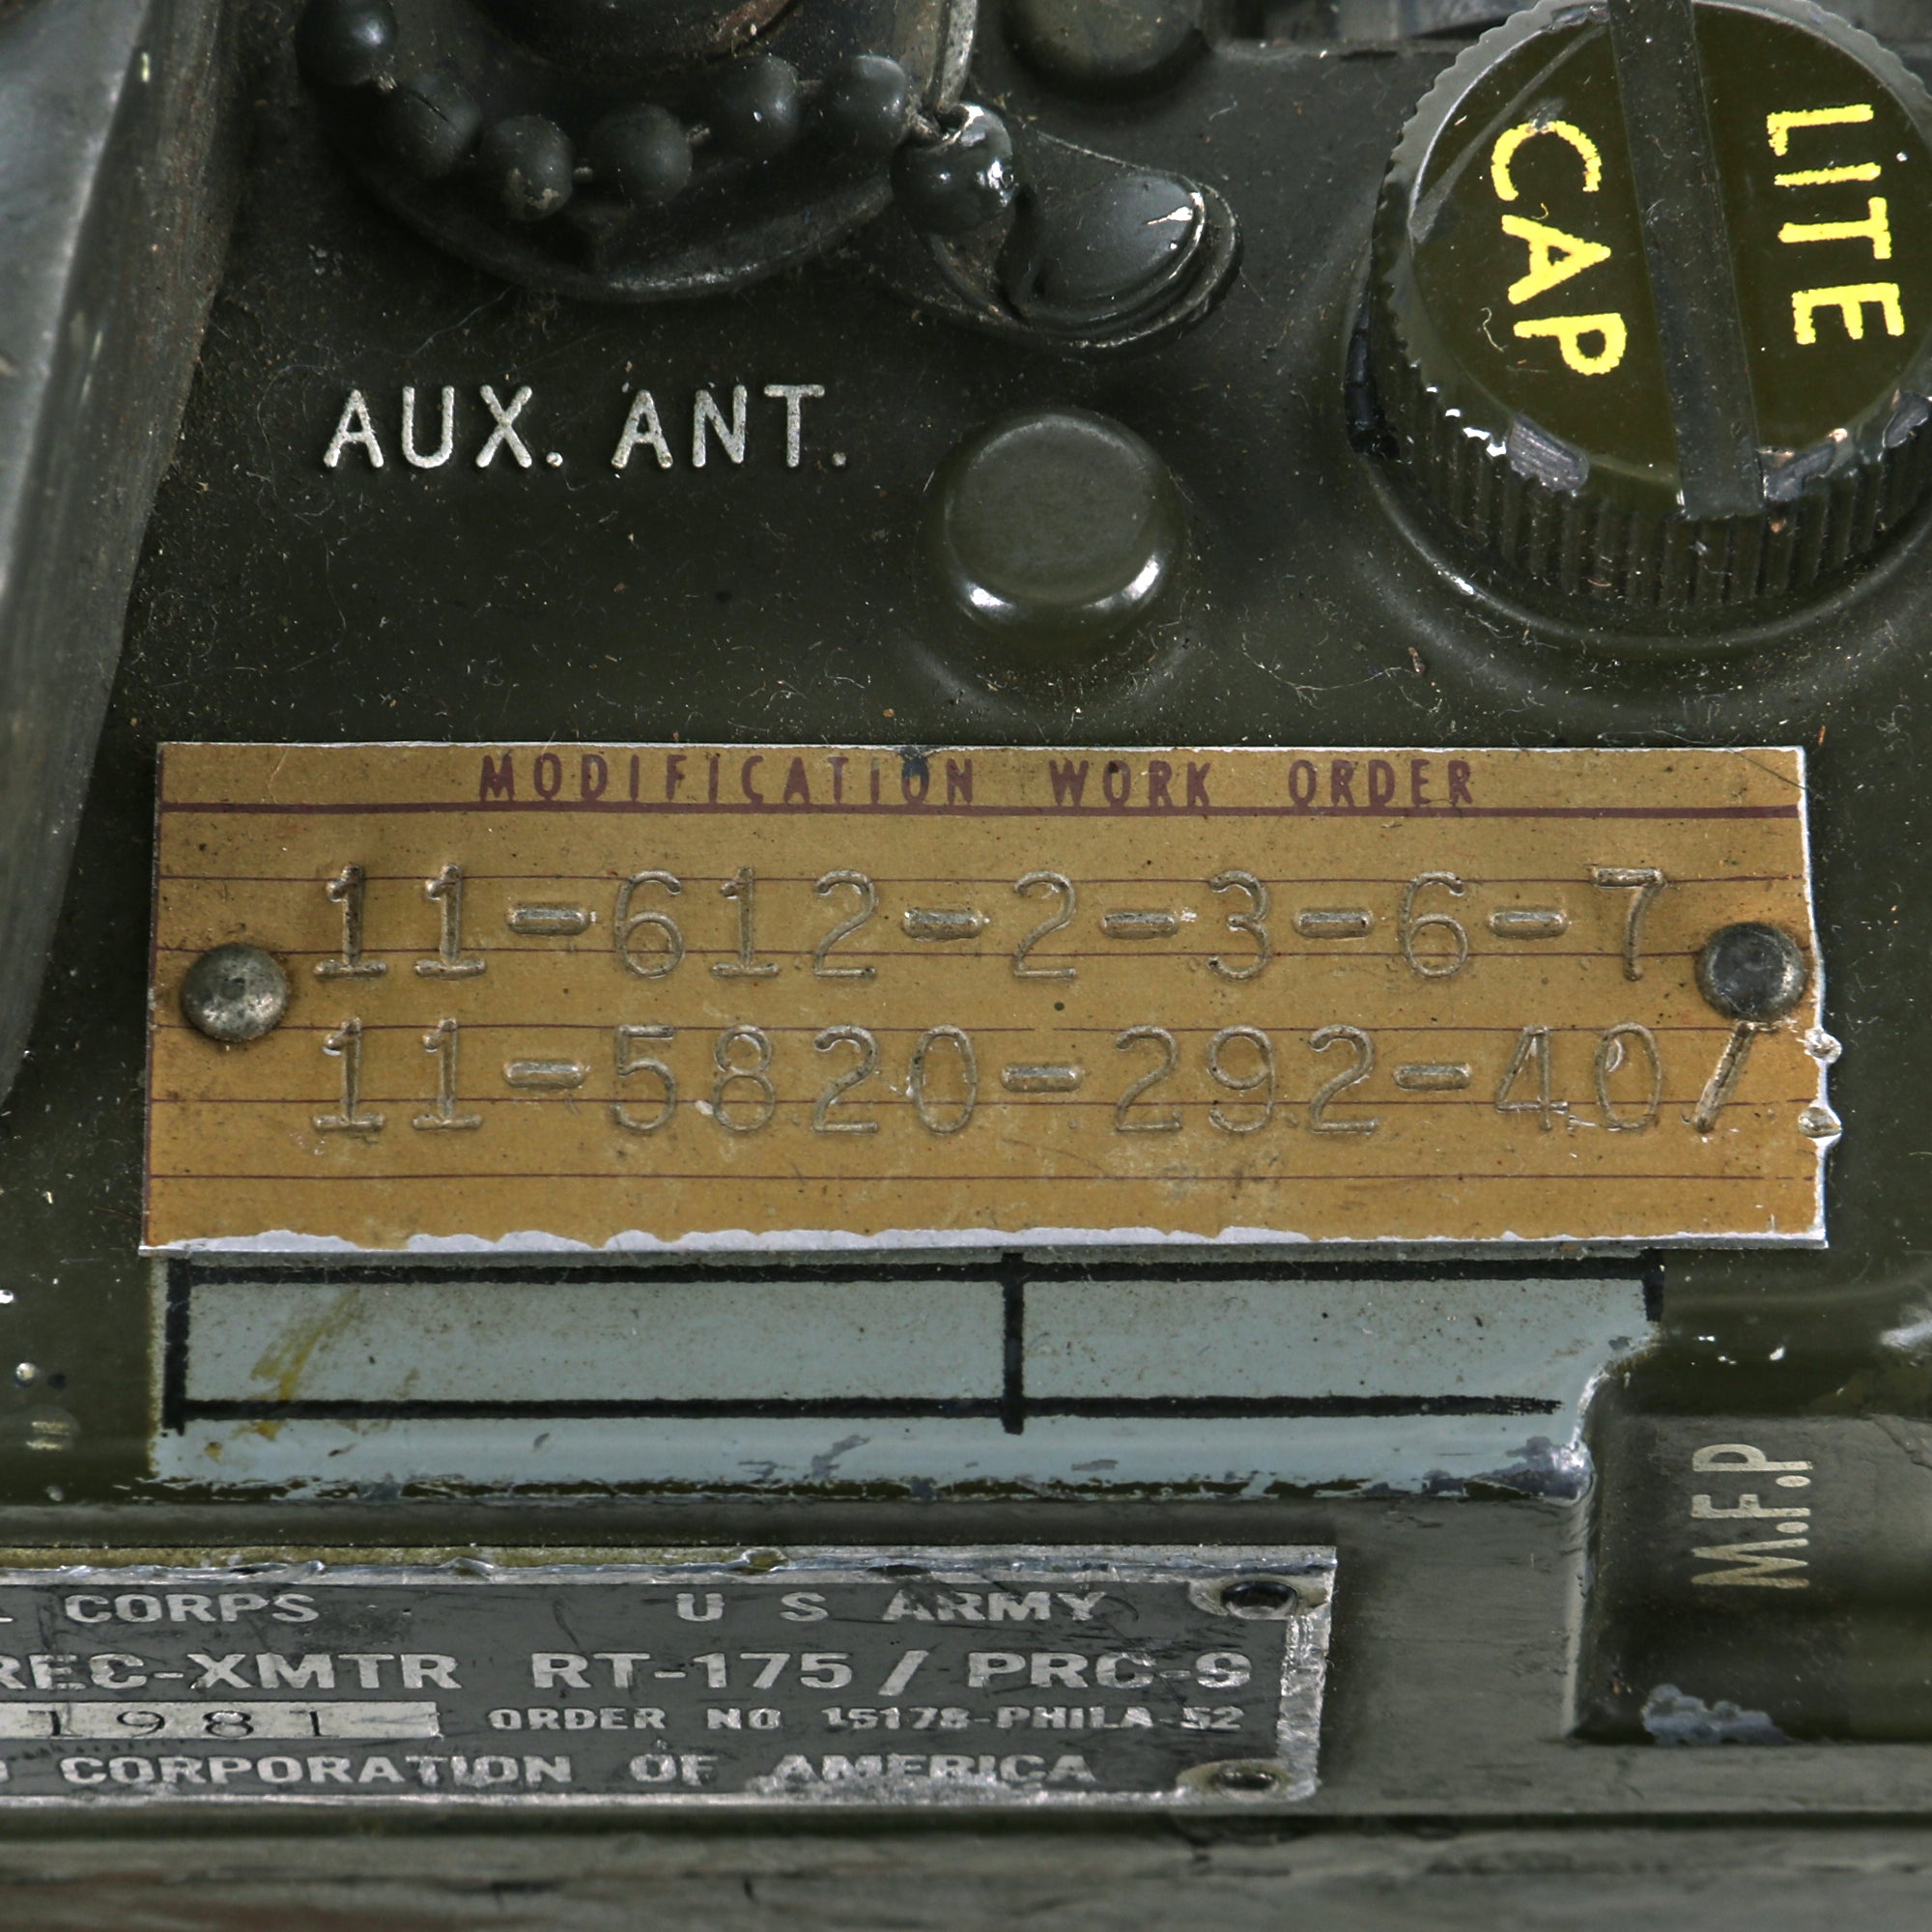 LITE
CAP
AUX. ANT.
MODIFICATION WORK ORDER
11-612-2-3-6-7
11-5820-292-40/
M.F.P
CORPS U S ARMY
REC-XMTR RT-175 / PRC-9
1981 ORDER NO 15178-PHILA-52
CORPORATION OF AMERICA